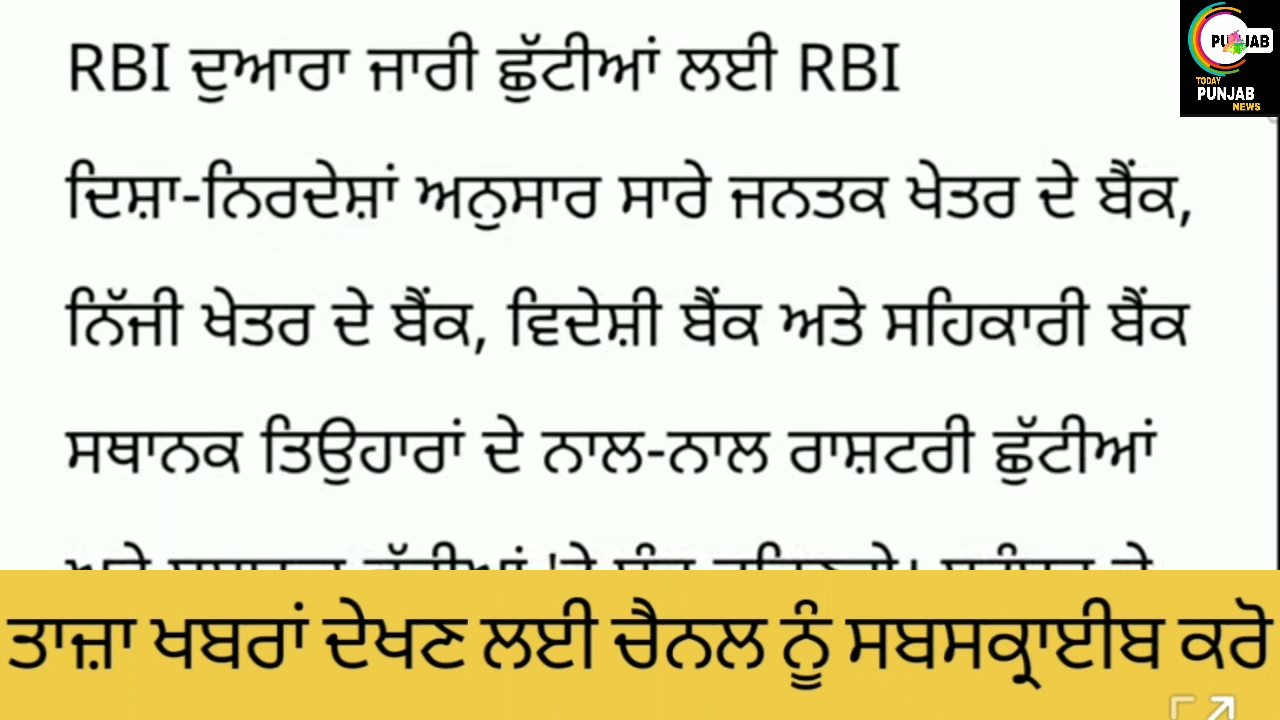 RBI ਦੁਆਰਾ ਜਾਰੀ ਛੁੱਟੀਆਂ ਲਈ RBI
ਦਿਸ਼ਾ-ਨਿਰਦੇਸ਼ਾਂ ਅਨੁਸਾਰ ਸਾਰੇ ਜਨਤਕ ਖੇਤਰ ਦੇ ਬੈਂਕ,
ਨਿੱਜੀ ਖੇਤਰ ਦੇ ਬੈਂਕ, ਵਿਦੇਸ਼ੀ ਬੈਂਕ ਅਤੇ ਸਹਿਕਾਰੀ ਬੈਂਕ
ਸਥਾਨਕ ਤਿਉਹਾਰਾਂ ਦੇ ਨਾਲ-ਨਾਲ ਰਾਸ਼ਟਰੀ ਛੁੱਟੀਆਂ
ਤਾਜ਼ਾ ਖਬਰਾਂ ਦੇਖਣ ਲਈ ਚੈਨਲ ਨੂੰ ਸਬਸਕ੍ਰਾਈਬ ਕਰੋ
TODAY
PUNJAB
NEWS